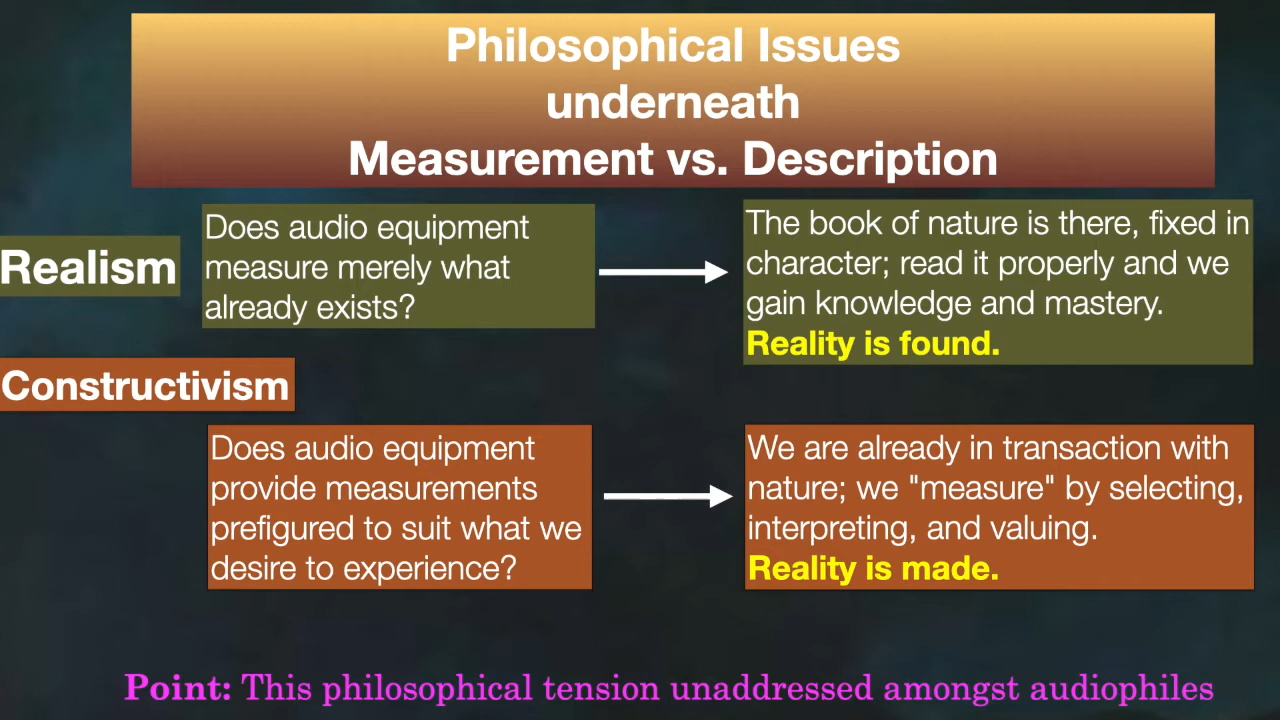 Philosophical Issues
underneath
Measurement vs. Description
Realism
Does audio equipment
measure merely what
already exists?
The book of nature is there, fixed in
character; read it properly and we
gain knowledge and mastery.
Reality is found.
Constructivism
Does audio equipment
provide measurements
prefigured to suit what we
desire to experience?
We are already in transaction with
nature; we "measure" by selecting,
interpreting, and valuing.
Reality is made.
Point: This philosophical tension unaddressed amongst audiophiles